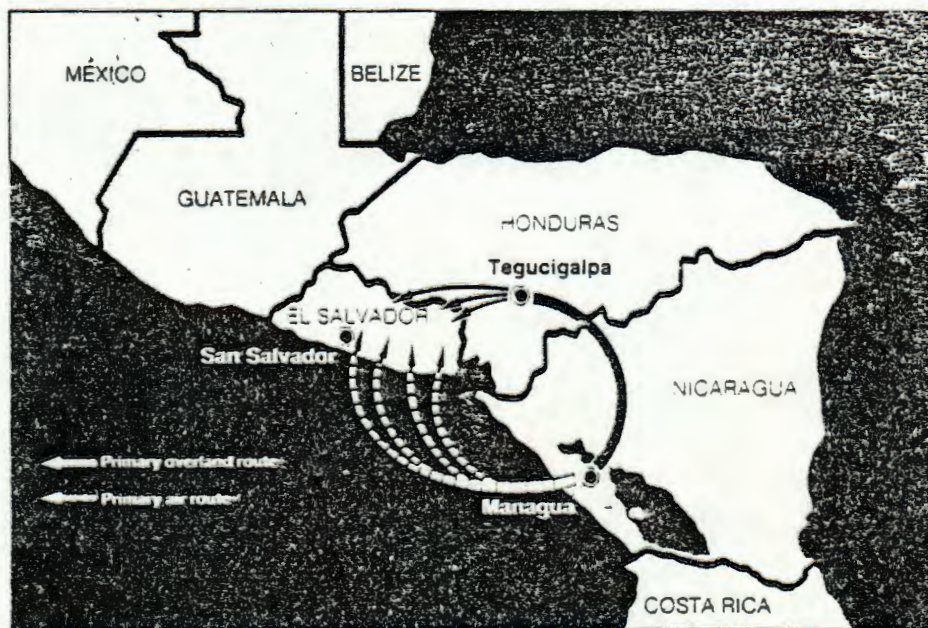 MÉXICO
BELIZE
GUATEMALA
HONDURAS
Tegucigalpa
EL SALVADOR
San Salvador
NICARAGUA
Primary overland route
Primary air route
Managua
COSTA RICA